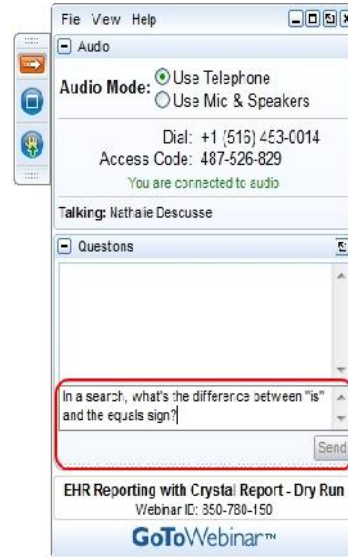 File View Help
Audio
Audio Mode: Use Telephone
Use Mic & Speakers
Dial: +1 (516) 453-0014
Access Code: 487-526-829
You are connected to audio
Talking: Nathalie Descusse
Questions
In a search, what's the difference between "is"
and the equals sign?
Send
EHR Reporting with Crystal Report - Dry Run
Webinar ID: 350-780-150
GoToWebinar™